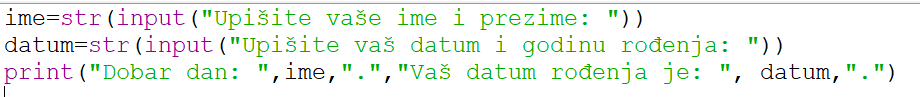 ime=str(input("Upišite vaše ime i prezime: "))
datum=str(input("Upišite vaš datum i godinu rođenja: "))
print("Dobar dan: ",ime,".","Vaš datum rođenja je: ", datum,".")